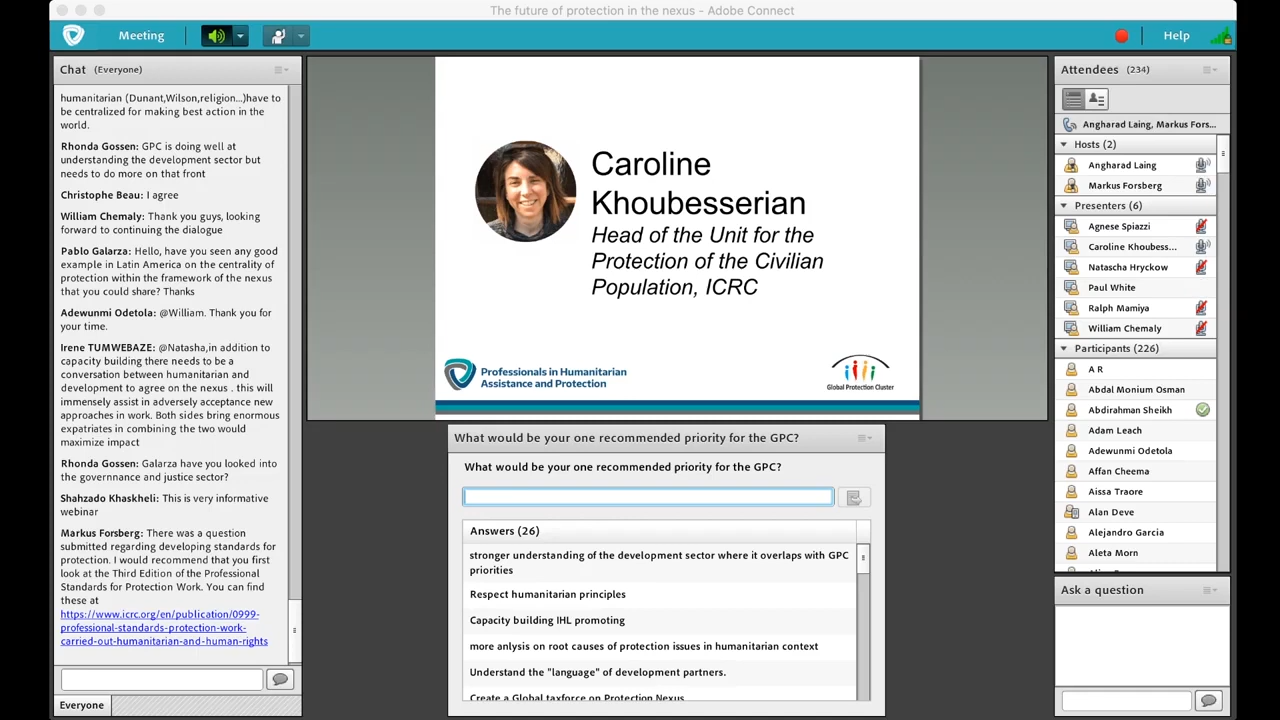 The future of protection in the nexus - Adobe Connect
Meeting
Help
Chat (Everyone)
humanitarian (Dunant,Wilson,religion...)have to
be centralized for making best action in the
world.
Rhonda Gossen: GPC is doing well at
understanding the development sector but
needs to do more on that front
Christophe Beau: I agree
William Chemaly: Thank you guys, looking
forward to continuing the dialogue
Pablo Galarza: Hello, have you seen any good
example in Latin America on the centrality of
protection within the framework of the nexus
that you could share? Thanks
Adewunmi Odetola: @William. Thank you for
your time.
Irene TUMWEBAZE: @Natasha,in addition to
capacity building there needs to be a
conversation between humanitarian and
development to agree on the nexus . this will
immensely assist in adversely acceptance new
approaches in work. Both sides bring enormous
expatriates in combining the two would
maximize impact
Rhonda Gossen: Galarza have you looked into
the governance and justice sector?
Shahzado Khaskheli: This is very informative
webinar
Markus Forsberg: There was a question
submitted regarding developing standards for
protection. I would recommend that you first
look at the Third Edition of the Professional
Standards for Protection Work. You can find
these at
https://www.icrc.org/en/publication/0999-
professional-standards-protection-work-
carried-out-humanitarian-and-human-rights
Everyone
Caroline
Khoubesserian
Head of the Unit for the
Protection of the Civilian
Population, ICRC
Professionals in Humanitarian
Assistance and Protection
Global Protection Cluster
What would be your one recommended priority for the GPC?
What would be your one recommended priority for the GPC?
Answers (26)
stronger understanding of the development sector where it overlaps with GPC
priorities
Respect humanitarian principles
Capacity building IHL promoting
more anlysis on root causes of protection issues in humanitarian context
Understand the "language" of development partners.
Create a Global taxforce on Protection Nexus
Attendees (234)
Angharad Laing, Markus Fors...
Hosts (2)
Angharad Laing
Markus Forsberg
Presenters (6)
Agnese Spiazzi
Caroline Khoubess...
Natascha Hryckow
Paul White
Ralph Mamiya
William Chemaly
Participants (226)
A R
Abdal Monium Osman
Abdirahman Sheikh
Adam Leach
Adewunmi Odetola
Affan Cheema
Aissa Traore
Alan Deve
Alejandro Garcia
Aleta Morn
Ask a question